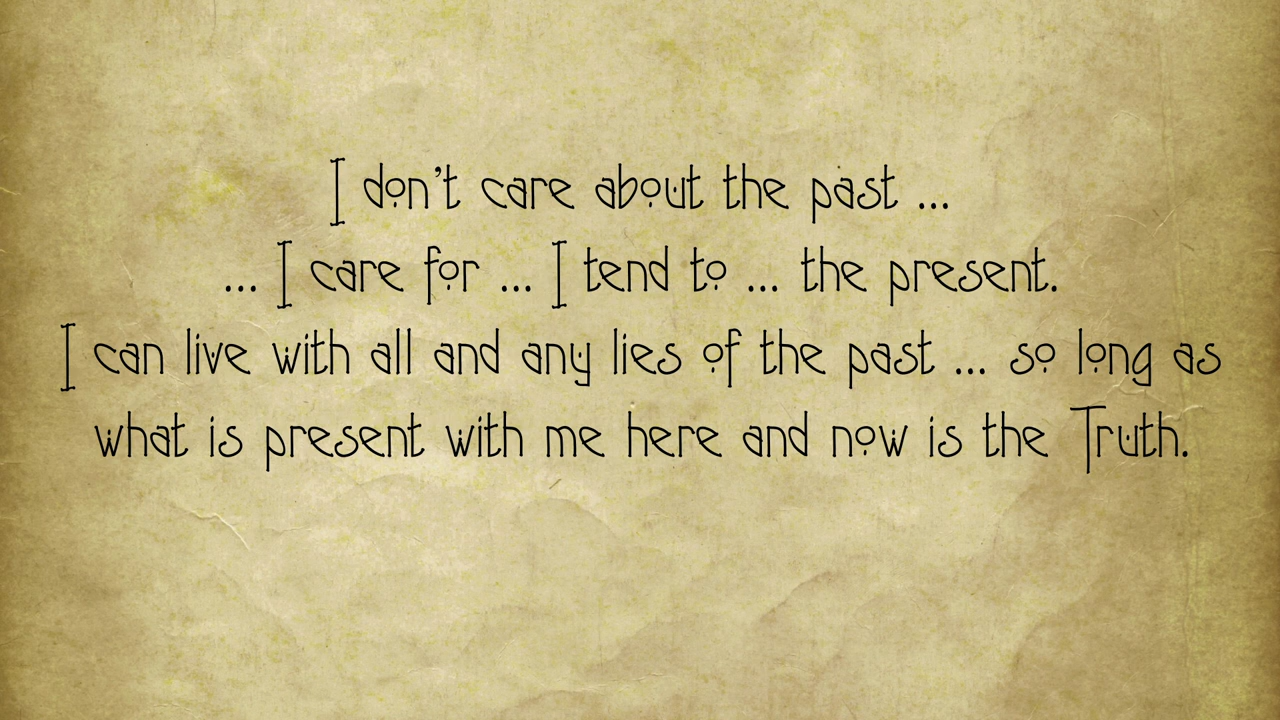 I don't care about the past ...
... I care for ... I tend to ... the present.
I can live with all and any lies of the past ... so long as
what is present with me here and now is the Truth.